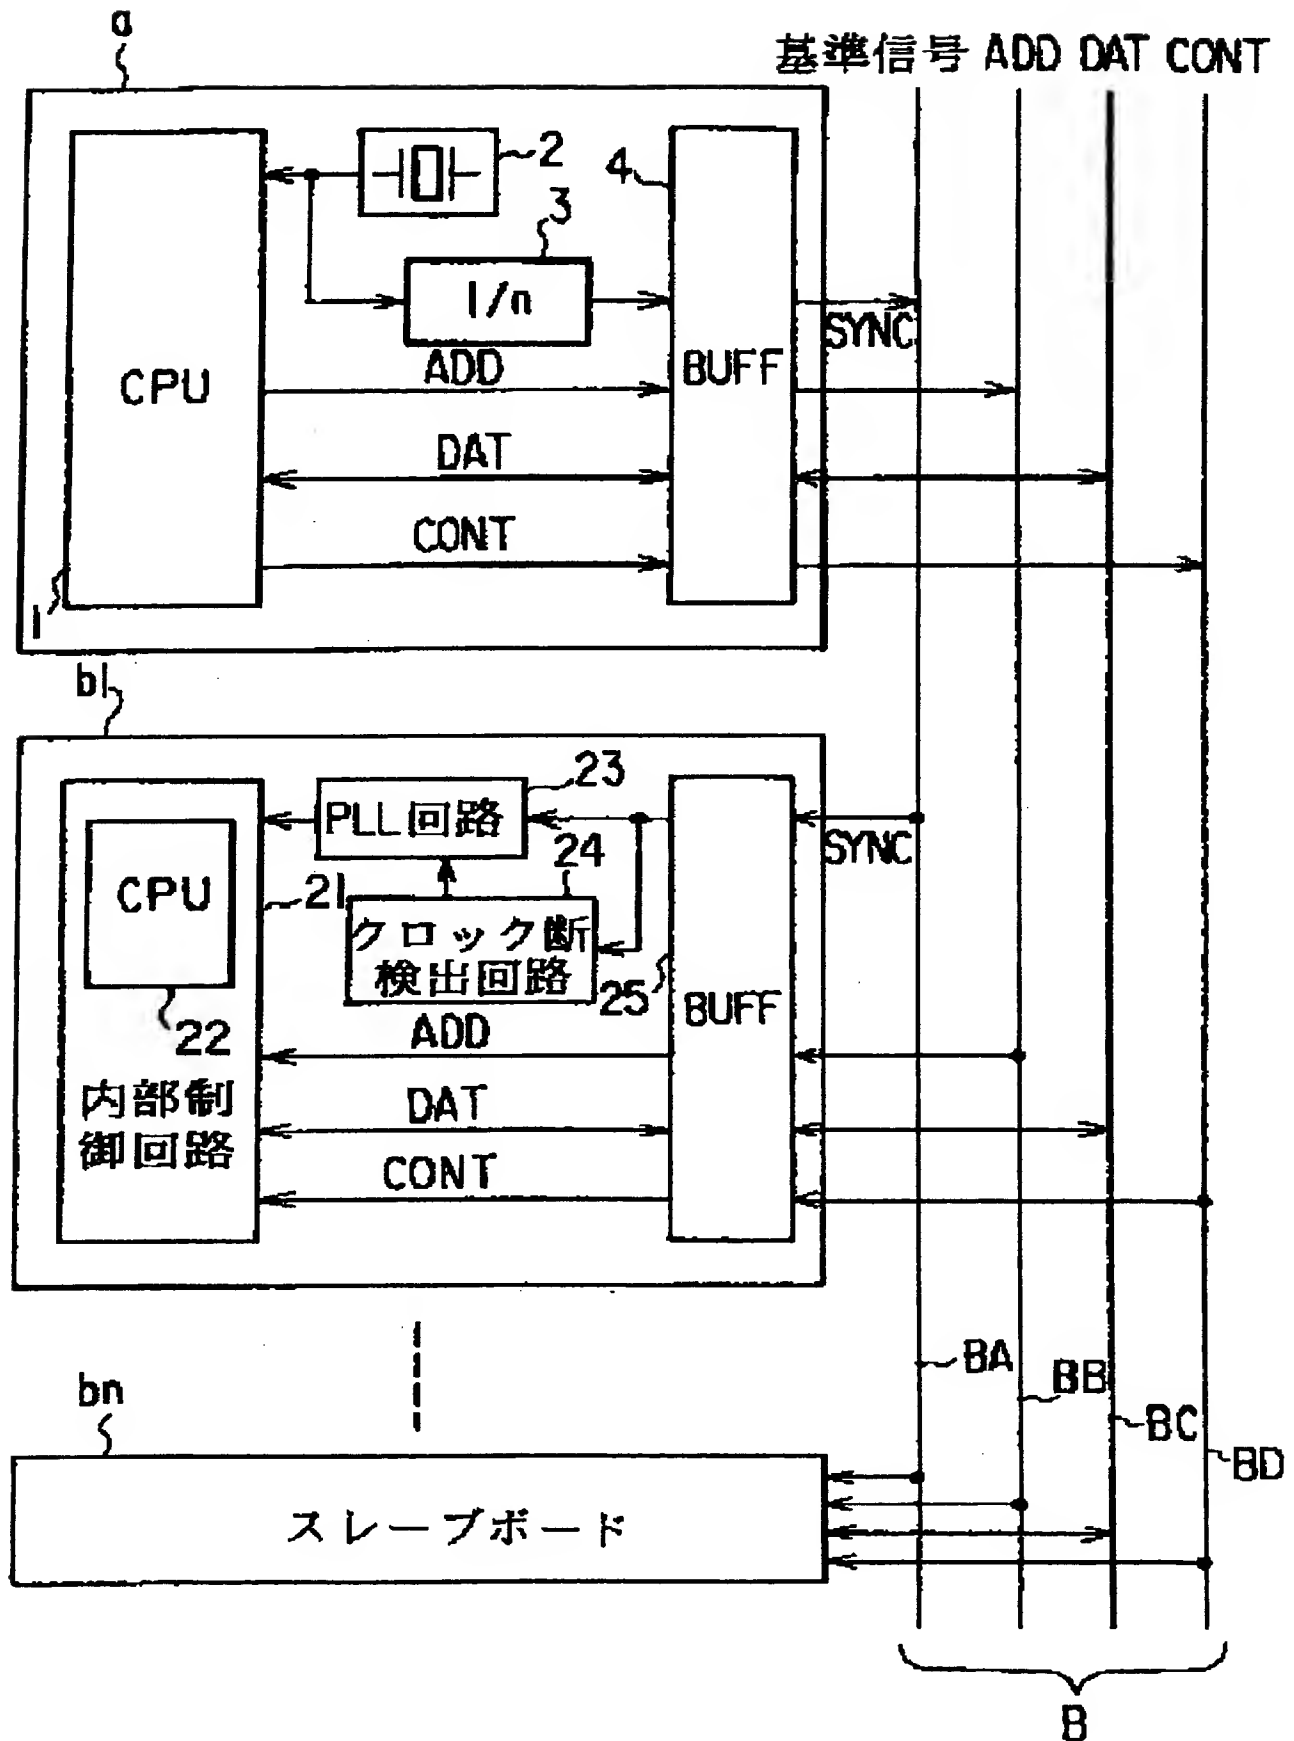 a
基準信号 ADD DAT CONT
2
4
3
1/n
SYNC
CPU
BUFF
ADD
DAT
CONT
1
b1
23
PLL回路
SYNC
24
CPU
21
クロック断
検出回路
25
BUFF
22
ADD
内部制
御回路
DAT
CONT
BA
BB
BC
BD
bn
スレーブボード
B